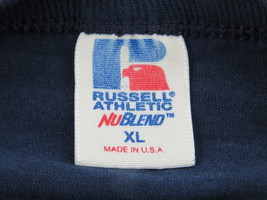 RUSSELL®
ATHLETIC
NUBLEND™
XL
MADE IN U.S.A.